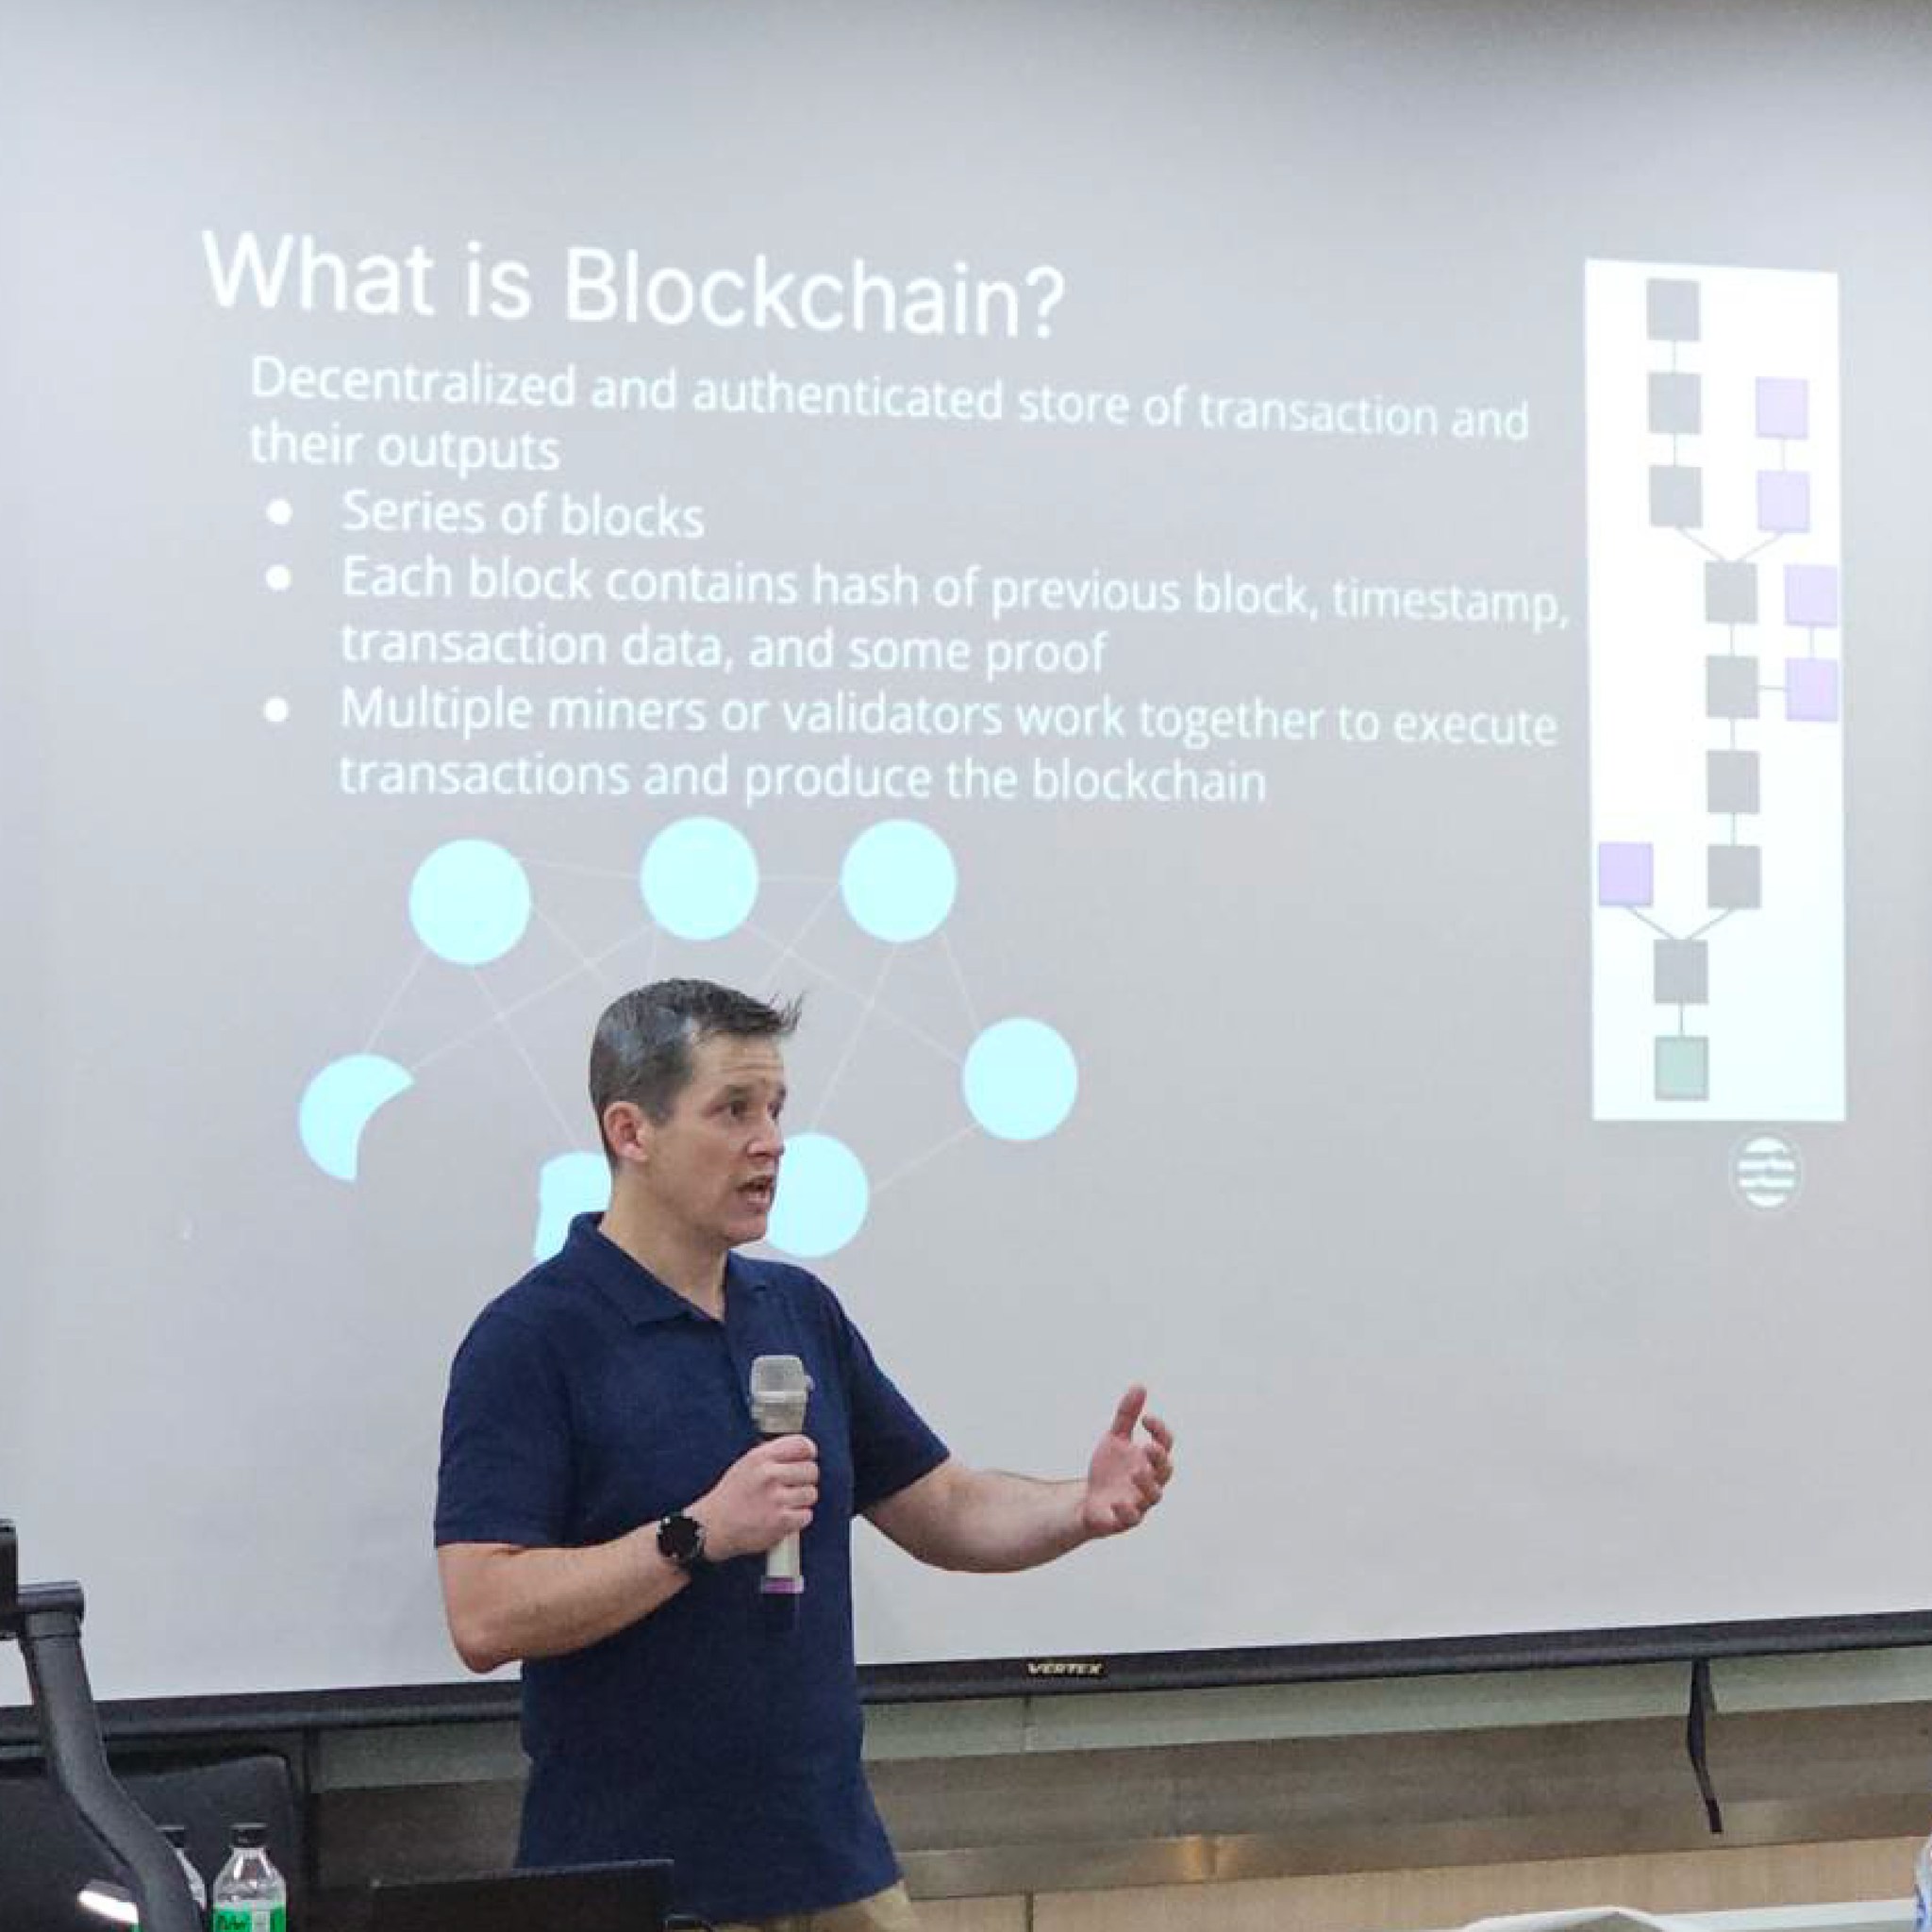 What is Blockchain?
Decentralized and authenticated store of transaction and
their outputs
● Series of blocks
● Each block contains hash of previous block, timestamp,
transaction data, and some proof
● Multiple miners or validators work together to execute
transactions and produce the blockchain
VERTEX